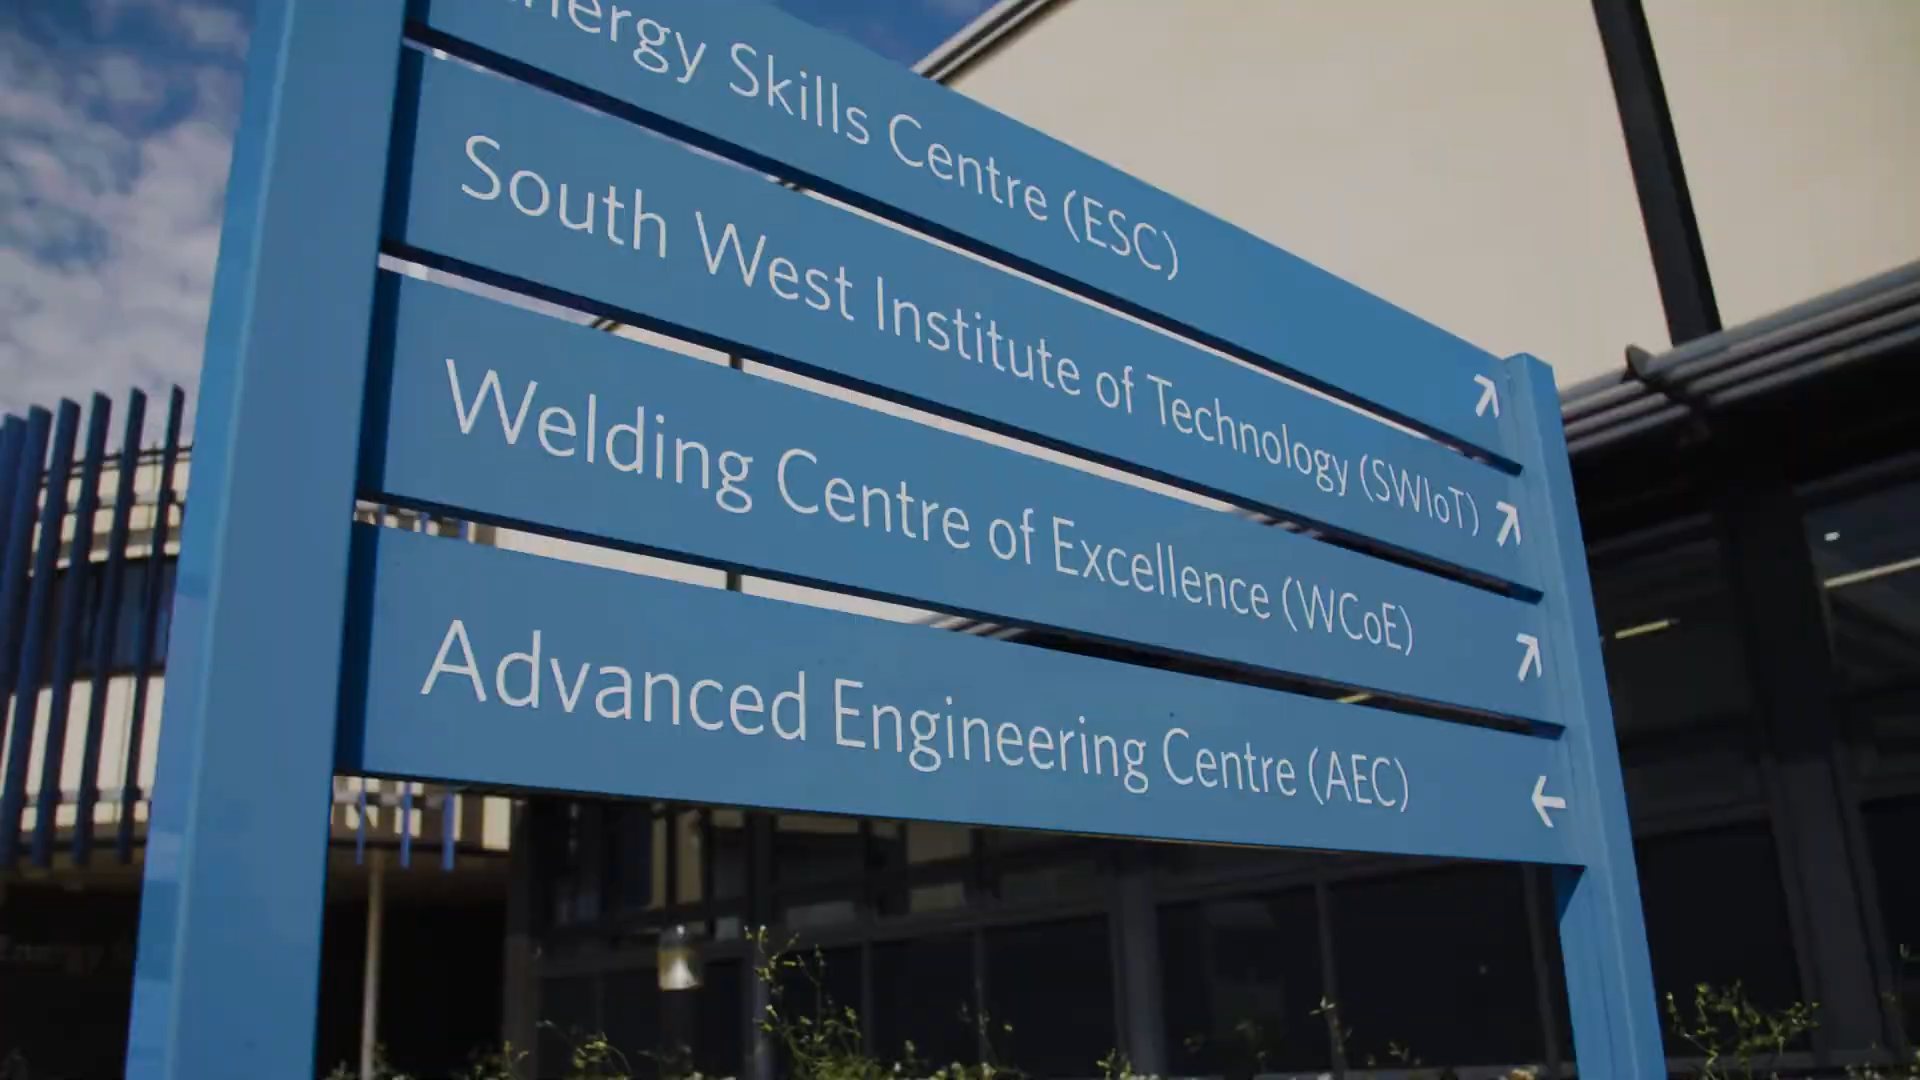 nergy Skills Centre (ESC)
South West Institute of Technology (SWIoT)
Welding Centre of Excellence (WCoE)
Advanced Engineering Centre (AEC)